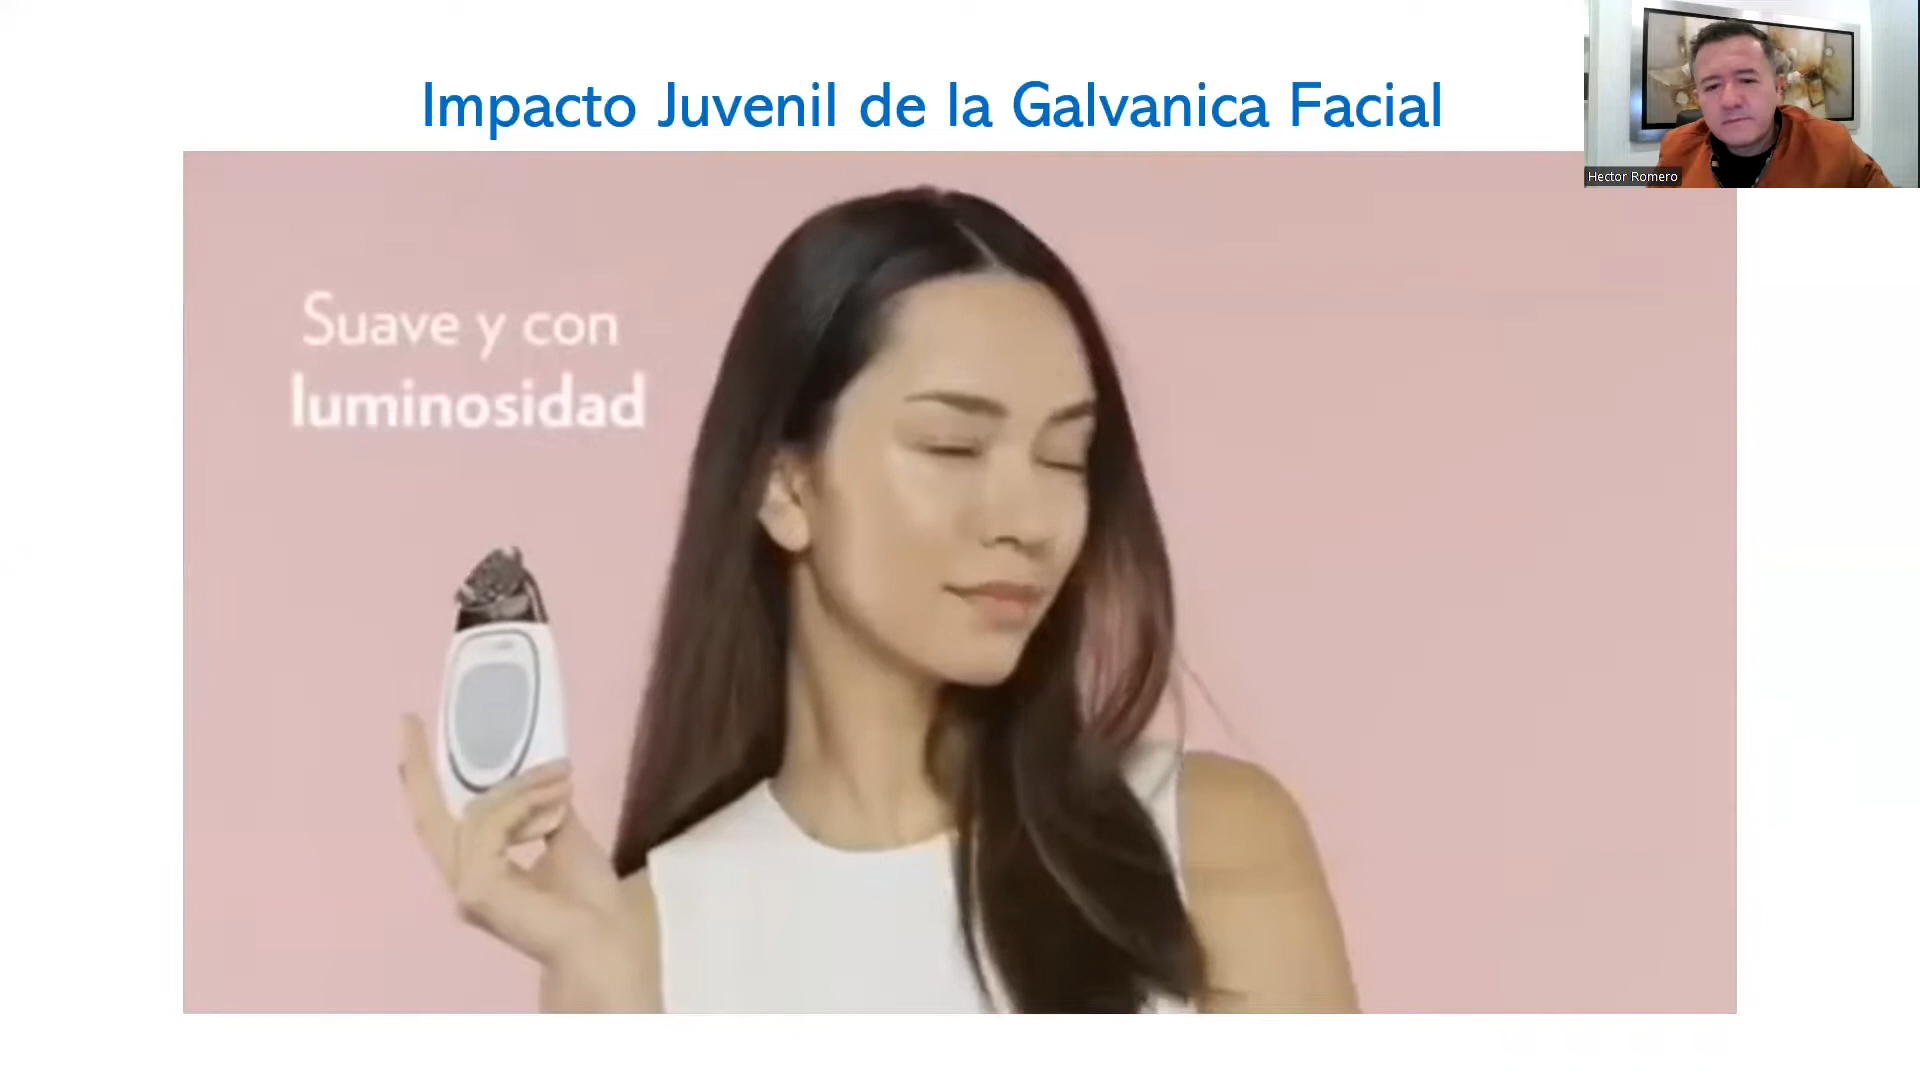 Impacto Juvenil de la Galvanica Facial
Hector Romero
Suave y con
luminosidad